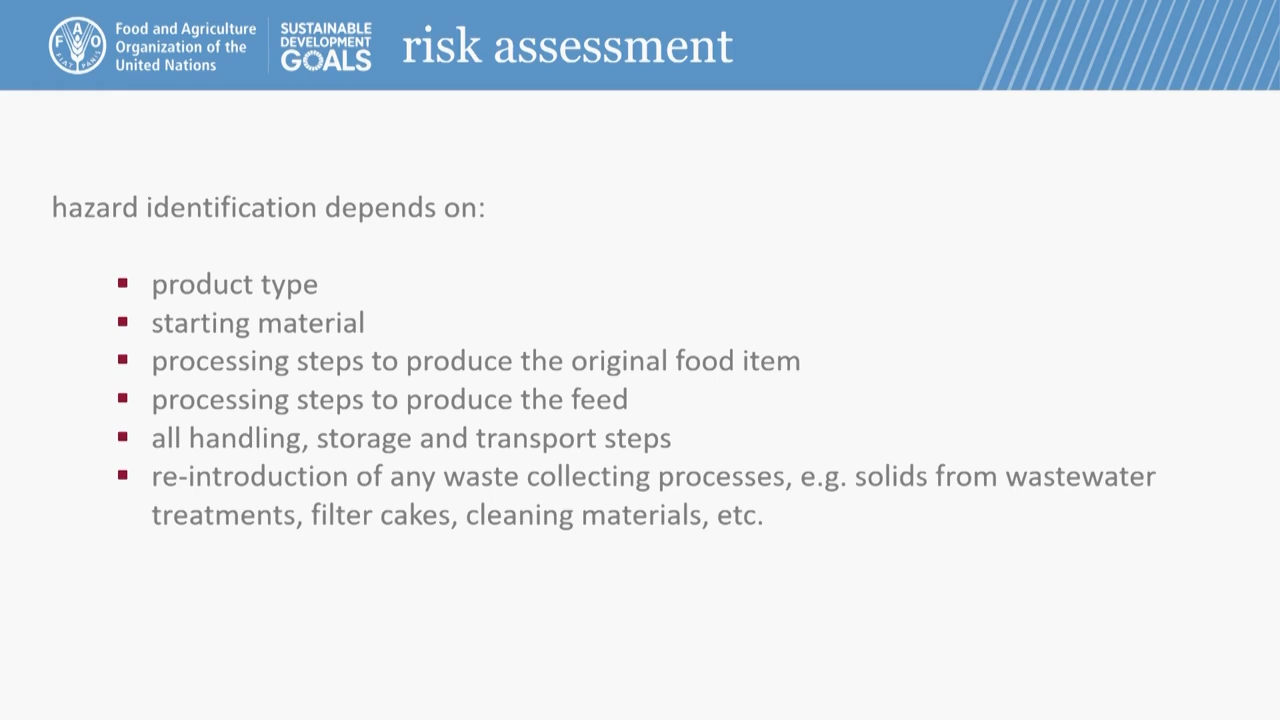 F A O
FIAT PANIS
Food and Agriculture
Organization of the
United Nations
SUSTAINABLE
DEVELOPMENT
GOALS
risk assessment
hazard identification depends on:
▪ product type
▪ starting material
▪ processing steps to produce the original food item
▪ processing steps to produce the feed
▪ all handling, storage and transport steps
▪ re-introduction of any waste collecting processes, e.g. solids from wastewater
treatments, filter cakes, cleaning materials, etc.